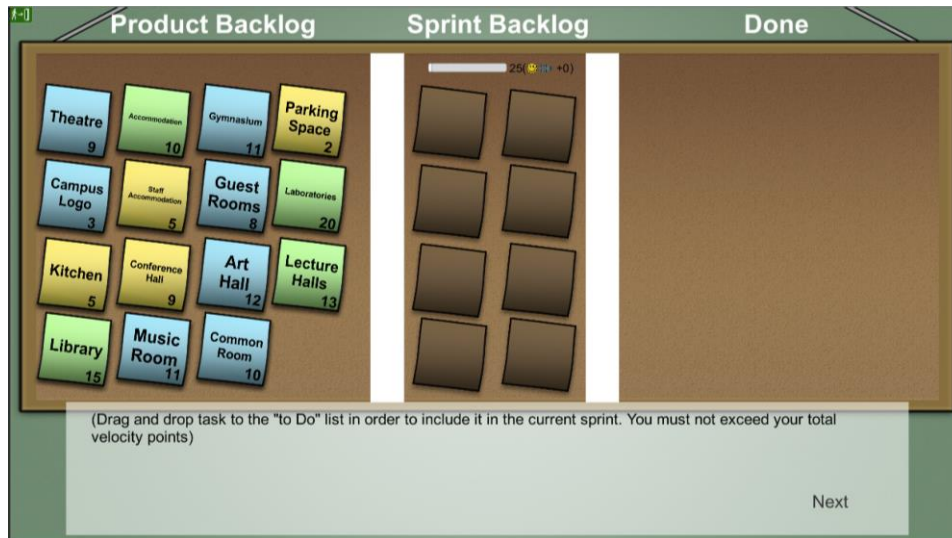 Product Backlog
Sprint Backlog
Done
25( +0)
Theatre
9
Accommodation
10
Gymnasium
11
Parking
Space
2
Campus
Logo
3
Staff
Accommodation
5
Guest
Rooms
8
Laboratories
20
Kitchen
5
Conference
Hall
9
Art
Hall
12
Lecture
Halls
13
Library
15
Music
Room
11
Common
Room
10
(Drag and drop task to the "to Do" list in order to include it in the current sprint. You must not exceed your total
velocity points)
Next